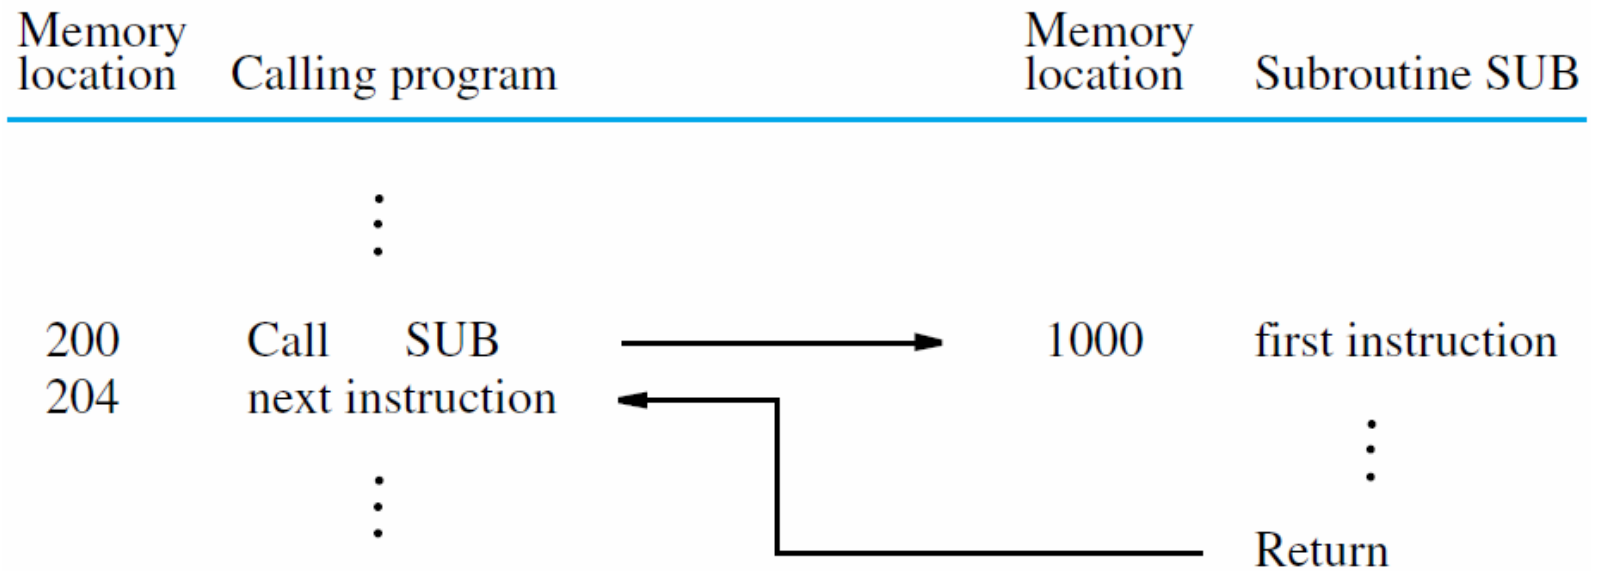 Memory location Calling program Memory location Subroutine SUB
200 Call SUB 1000 first instruction
204 next instruction
Return